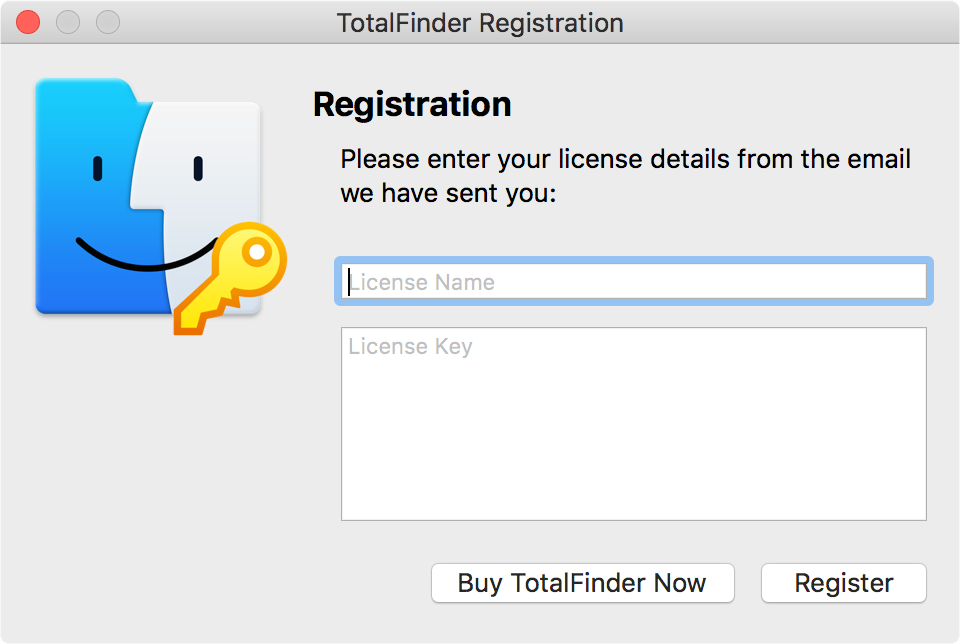 TotalFinder Registration
Registration
Please enter your license details from the email
we have sent you:
License Name
License Key
Buy TotalFinder Now
Register